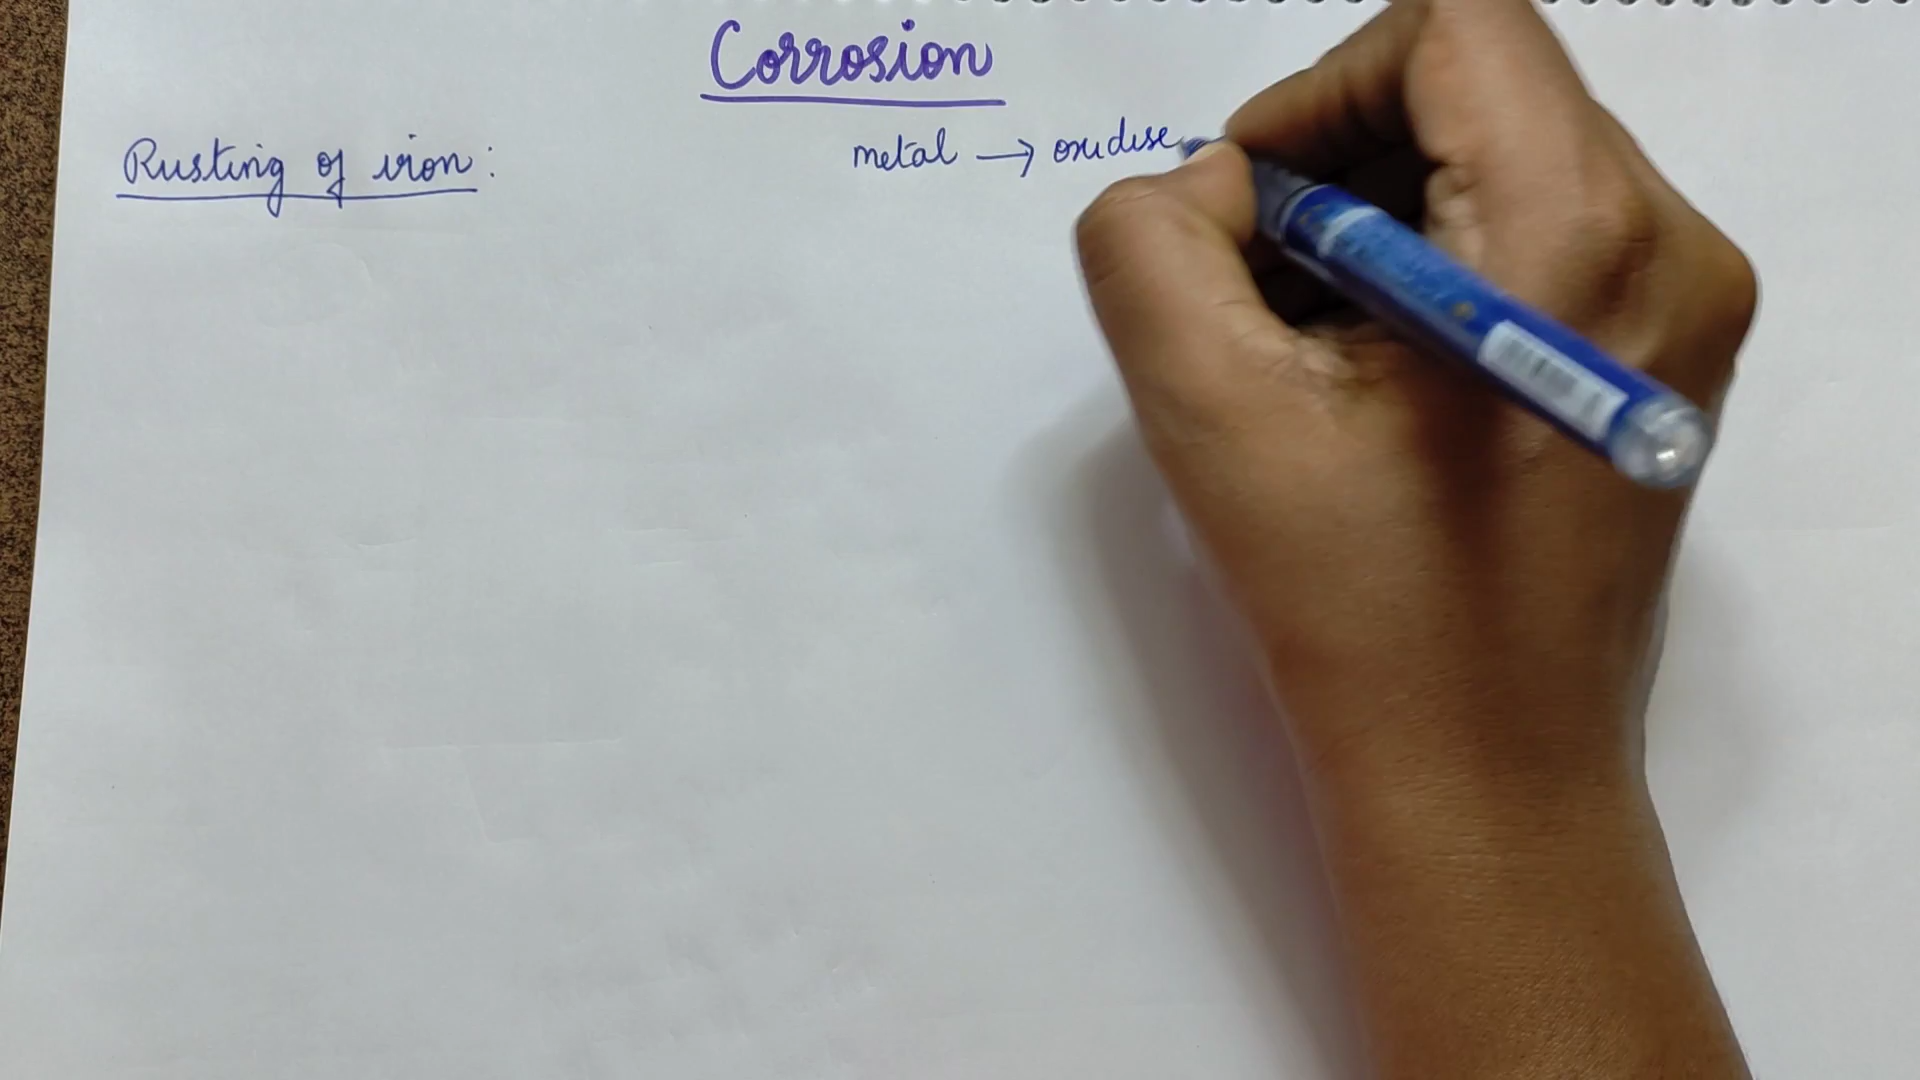 Corrosion
Rusting of iron:
metal → oxidise